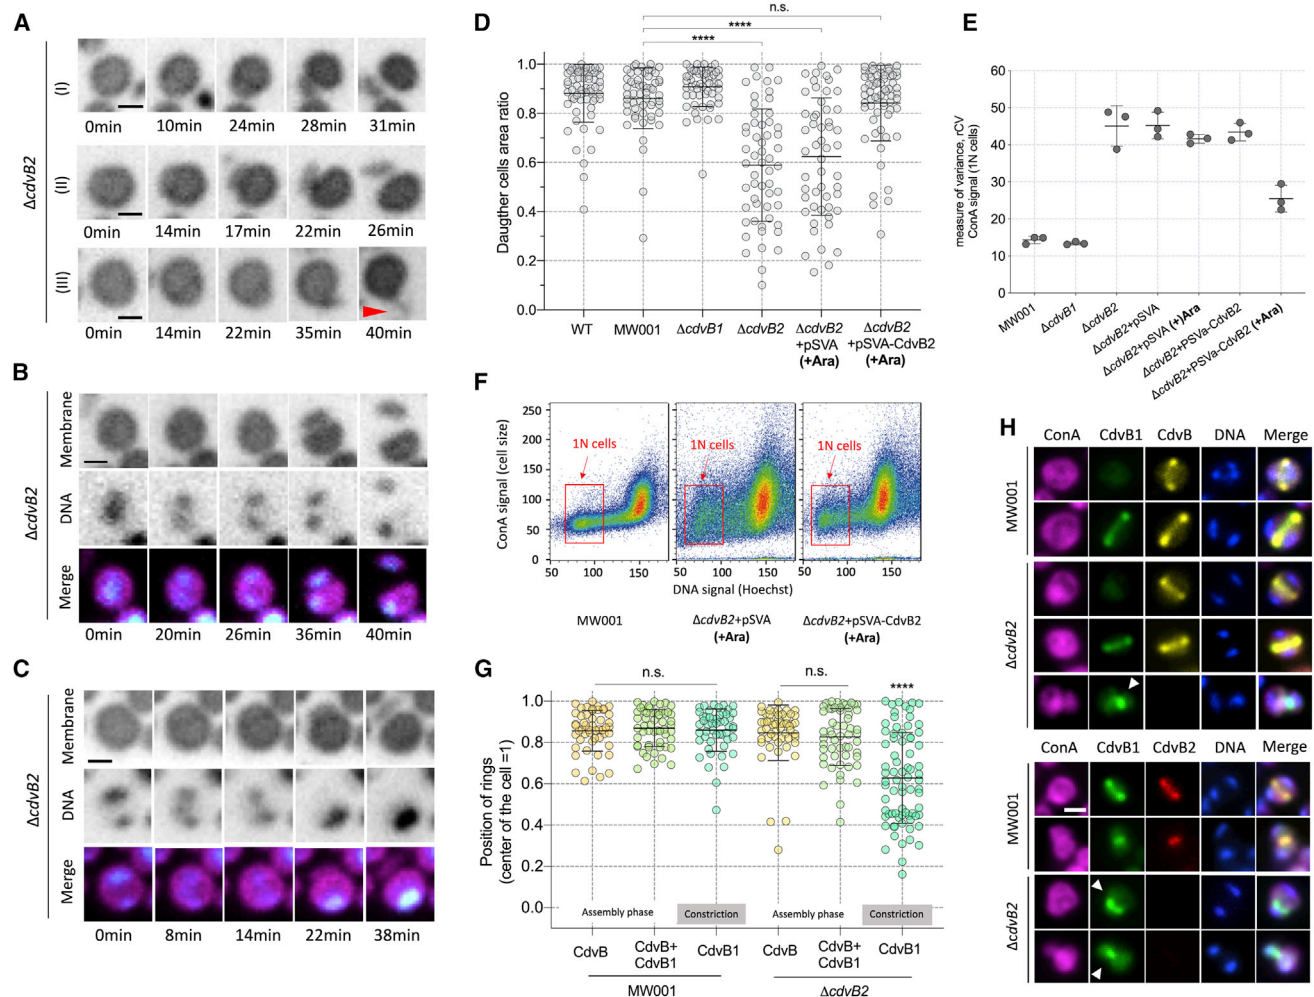 A
ΔcdvB2
(I)
0min 10min 24min 28min 31min
(II)
0min 14min 17min 22min 26min
(III)
0min 14min 22min 35min 40min
B
ΔcdvB2
Membrane
DNA
Merge
0min 20min 26min 36min 40min
C
ΔcdvB2
Membrane
DNA
Merge
0min 8min 14min 22min 38min
D
n.s.
****
****
Daugther cells area ratio
1.0
0.8
0.6
0.4
0.2
0.0
WT MW001 ΔcdvB1 ΔcdvB2 ΔcdvB2 ΔcdvB2
+pSVA +pSVA-CdvB2
(+Ara) (+Ara)
E
measure of variance, rCV
ConA signal (1N cells)
60
50
40
30
20
10
0
MW001
ΔcdvB1
ΔcdvB2
ΔcdvB2+pSVA
ΔcdvB2+pSVA (+)Ara
ΔcdvB2+PSVa-CdvB2
ΔcdvB2+PSVa-CdvB2 (+Ara)
F
ConA signal (cell size)
250
200
150
100
50
0
1N cells 1N cells 1N cells
50 100 150 50 100 150 50 100 150
DNA signal (Hoechst)
MW001 ΔcdvB2+pSVA ΔcdvB2+pSVA-CdvB2
(+Ara) (+Ara)
G
n.s. n.s. ****
Position of rings
(center of the cell =1)
1.0
0.8
0.6
0.4
0.2
0.0
Assembly phase Constriction Assembly phase Constriction
CdvB CdvB+ CdvB1 CdvB CdvB+ CdvB1
CdvB1 CdvB1
MW001 ΔcdvB2
H
ConA CdvB1 CdvB DNA Merge
MW001
ΔcdvB2
ConA CdvB1 CdvB2 DNA Merge
MW001
ΔcdvB2